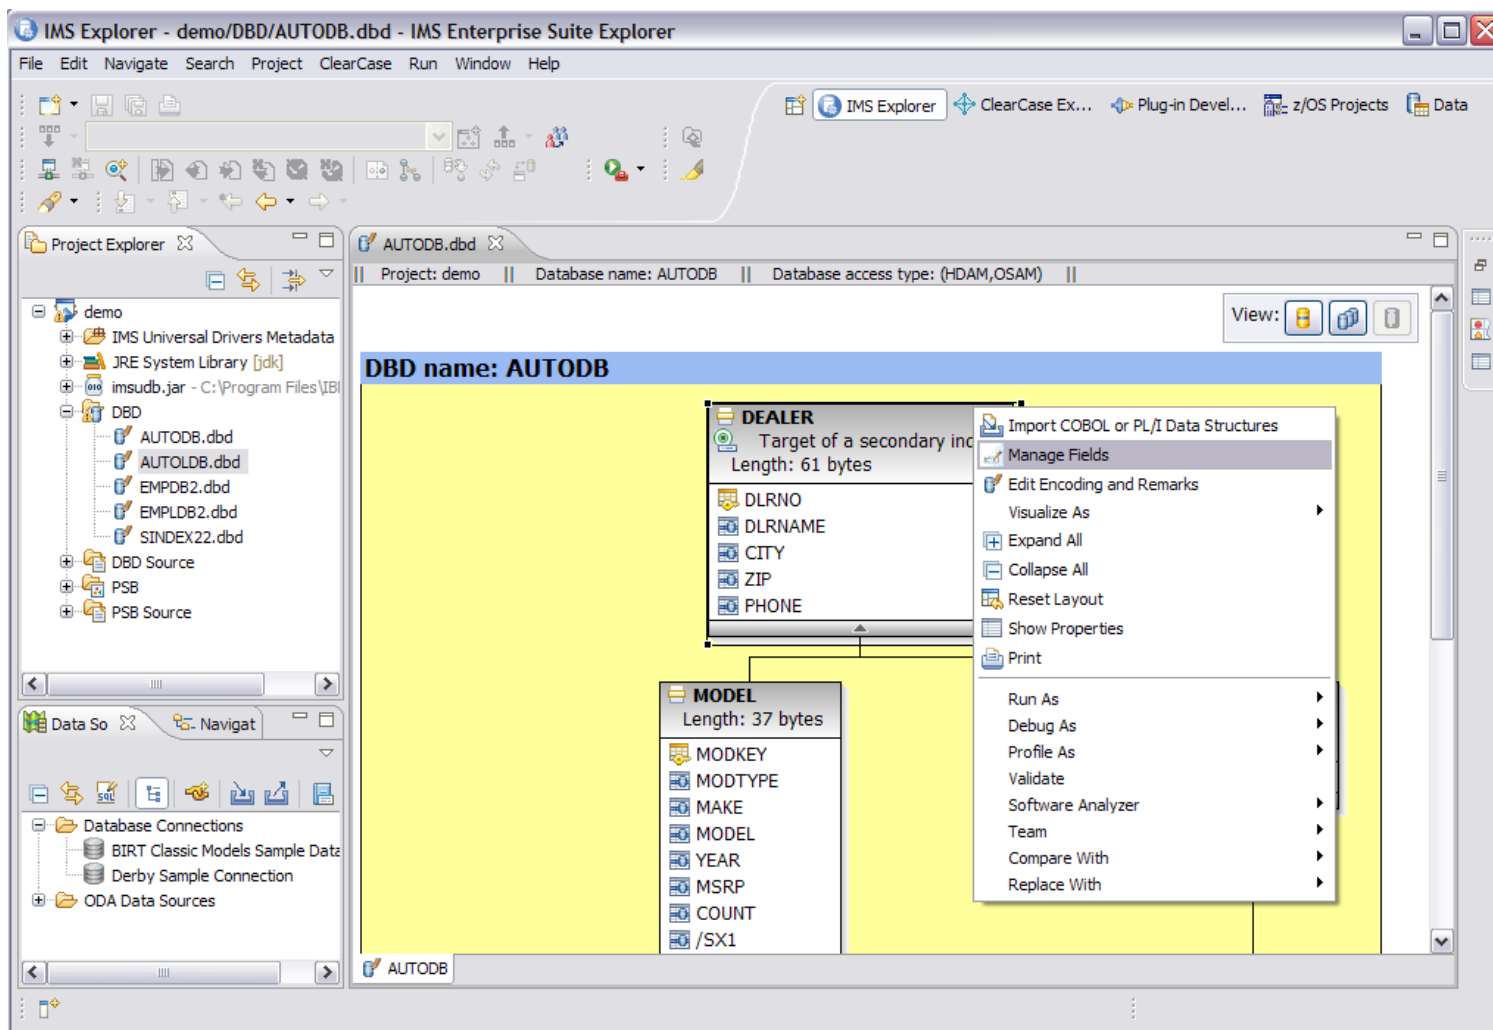 IMS Explorer - demo/DBD/AUTODB.dbd - IMS Enterprise Suite Explorer
File Edit Navigate Search Project ClearCase Run Window Help
IMS Explorer ClearCase Ex... Plug-in Devel... z/OS Projects Data
Project Explorer
demo
IMS Universal Drivers Metadata
JRE System Library [jdk]
imsudb.jar - C:\Program Files\IB
DBD
AUTODB.dbd
AUTOLDB.dbd
EMPDB2.dbd
EMPLDB2.dbd
SINDEX22.dbd
DBD Source
PSB
PSB Source
Data So Navigat
SQL
Database Connections
BIRT Classic Models Sample Data
Derby Sample Connection
ODA Data Sources
AUTODB.dbd
|| Project: demo || Database name: AUTODB || Database access type: (HDAM,OSAM) ||
View:
DBD name: AUTODB
DEALER
Target of a secondary ind
Length: 61 bytes
DLRNO
DLRNAME
CITY
ZIP
PHONE
MODEL
Length: 37 bytes
MODKEY
MODTYPE
MAKE
MODEL
YEAR
MSRP
COUNT
/SX1
Import COBOL or PL/I Data Structures
Manage Fields
Edit Encoding and Remarks
Visualize As
Expand All
Collapse All
Reset Layout
Show Properties
Print
Run As
Debug As
Profile As
Validate
Software Analyzer
Team
Compare With
Replace With
AUTODB